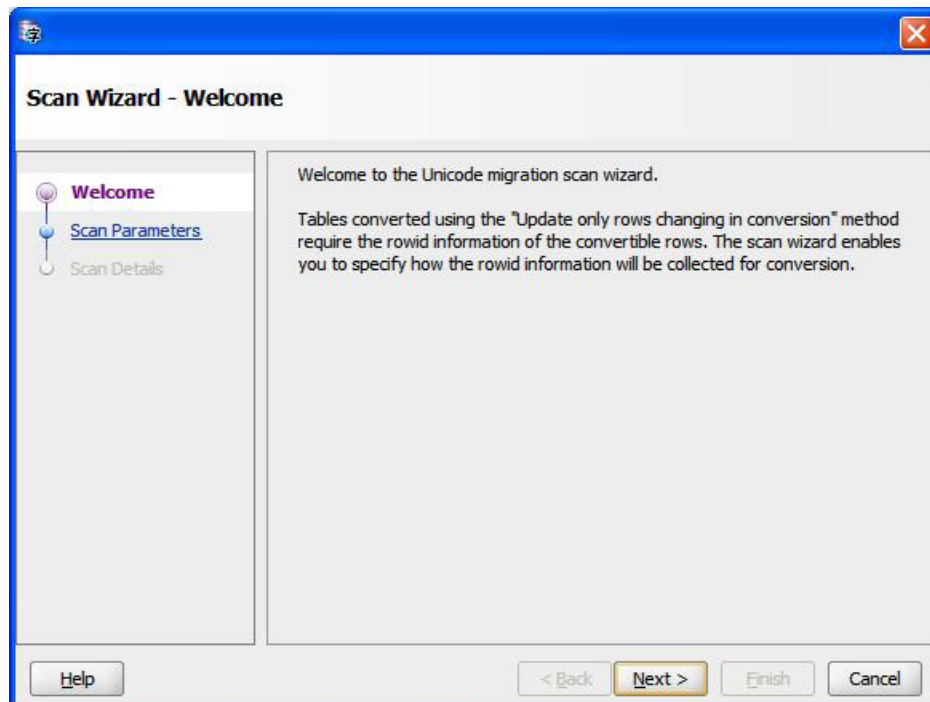 字
Scan Wizard - Welcome
Welcome
Scan Parameters
Scan Details
Welcome to the Unicode migration scan wizard.
Tables converted using the "Update only rows changing in conversion" method
require the rowid information of the convertible rows. The scan wizard enables
you to specify how the rowid information will be collected for conversion.
Help
< Back
Next >
Finish
Cancel